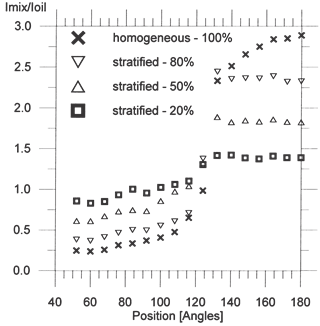 Imix/Ioil
3.0
2.5
2.0
1.5
1.0
0.5
0.0
homogeneous - 100%
stratified - 80%
stratified - 50%
stratified - 20%
40 60 80 100 120 140 160 180
Position [Angles]